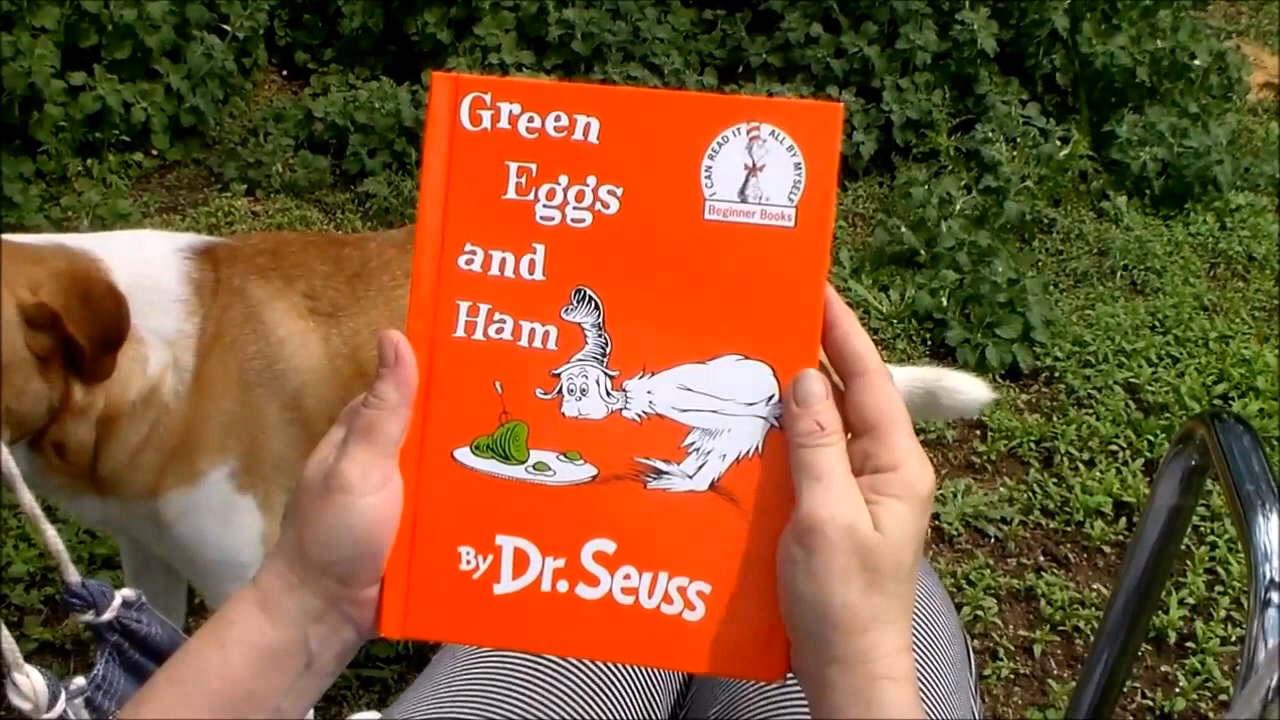 Green
Eggs
and
Ham
I CAN READ IT ALL BY MYSELF
Beginner Books
By Dr. Seuss